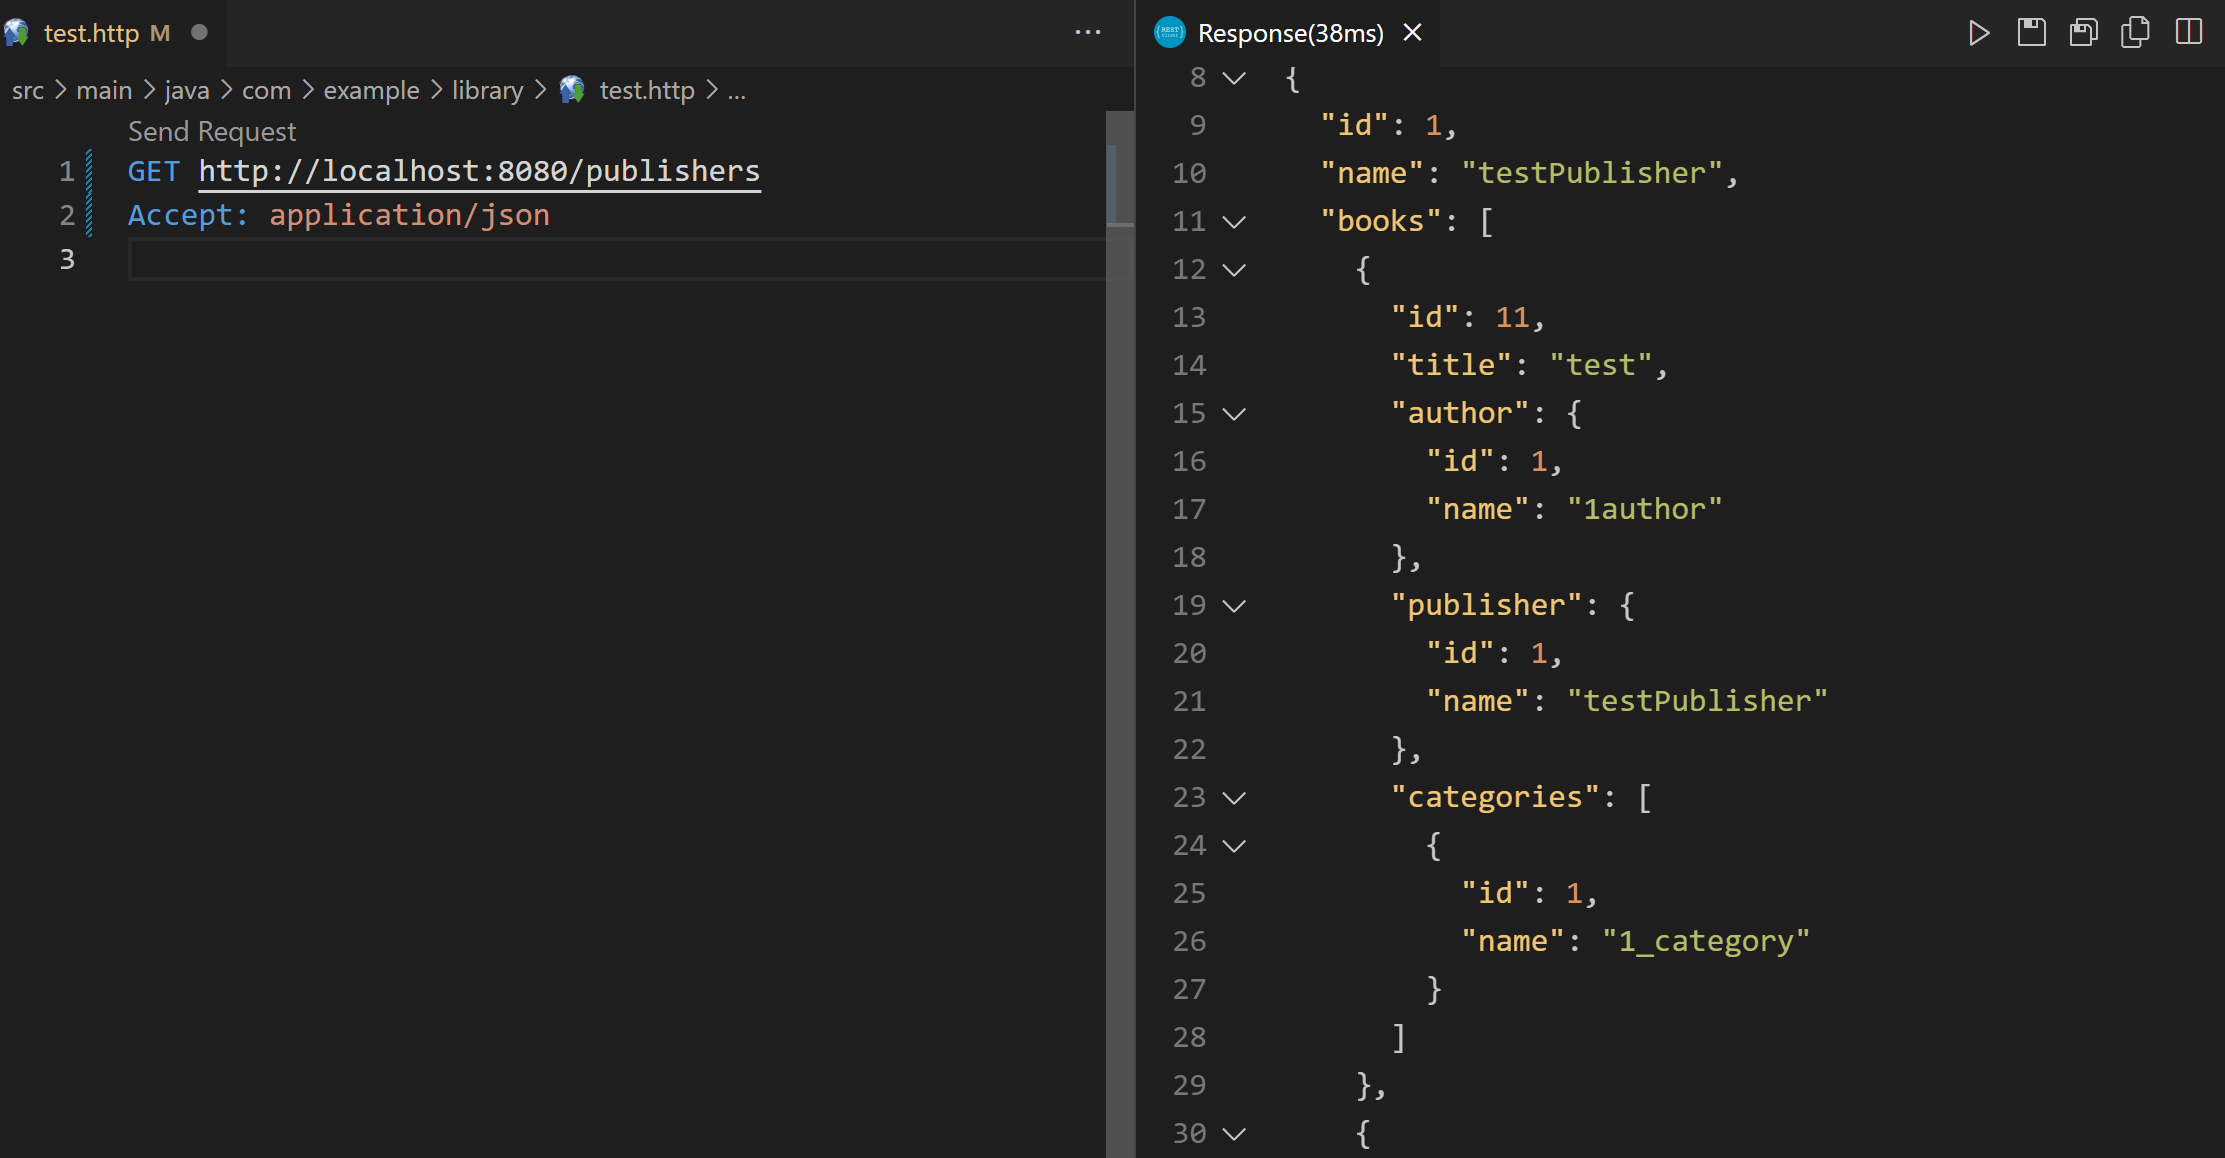 test.http M
src > main > java > com > example > library > test.http > ...
Send Request
1 GET http://localhost:8080/publishers
2 Accept: application/json
3
Response(38ms)
8 {
9 "id": 1,
10 "name": "testPublisher",
11 "books": [
12 {
13 "id": 11,
14 "title": "test",
15 "author": {
16 "id": 1,
17 "name": "1author"
18 },
19 "publisher": {
20 "id": 1,
21 "name": "testPublisher"
22 },
23 "categories": [
24 {
25 "id": 1,
26 "name": "1_category"
27 }
28 ]
29 },
30 {